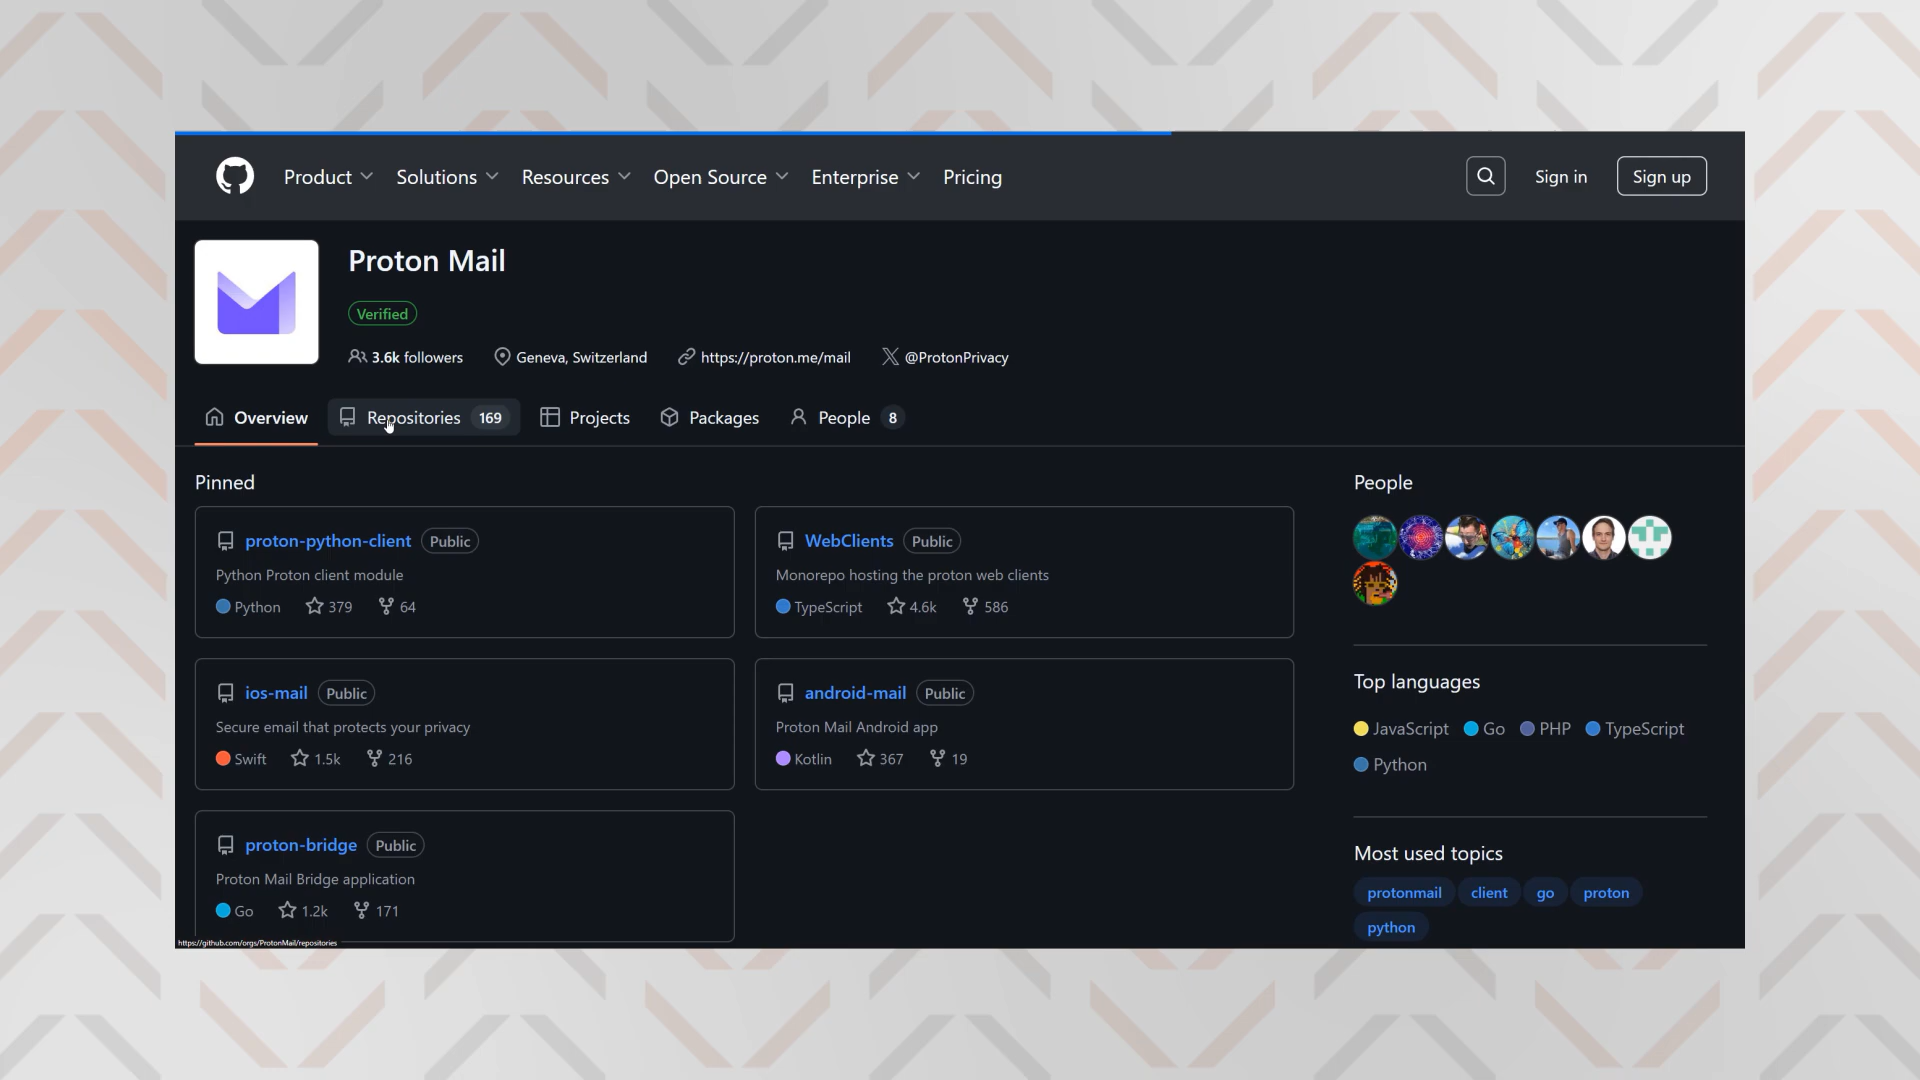 Product Solutions Resources Open Source Enterprise Pricing Sign in Sign up
Proton Mail
Verified
3.6k followers Geneva, Switzerland https://proton.me/mail @ProtonPrivacy
Overview Repositories 169 Projects Packages People 8
Pinned
proton-python-client Public
Python Proton client module
Python 379 64
WebClients Public
Monorepo hosting the proton web clients
TypeScript 4.6k 586
ios-mail Public
Secure email that protects your privacy
Swift 1.5k 216
android-mail Public
Proton Mail Android app
Kotlin 367 19
proton-bridge Public
Proton Mail Bridge application
Go 1.2k 171
People
Top languages
JavaScript Go PHP TypeScript
Python
Most used topics
protonmail client go proton
python
https://github.com/orgs/ProtonMail/repositories